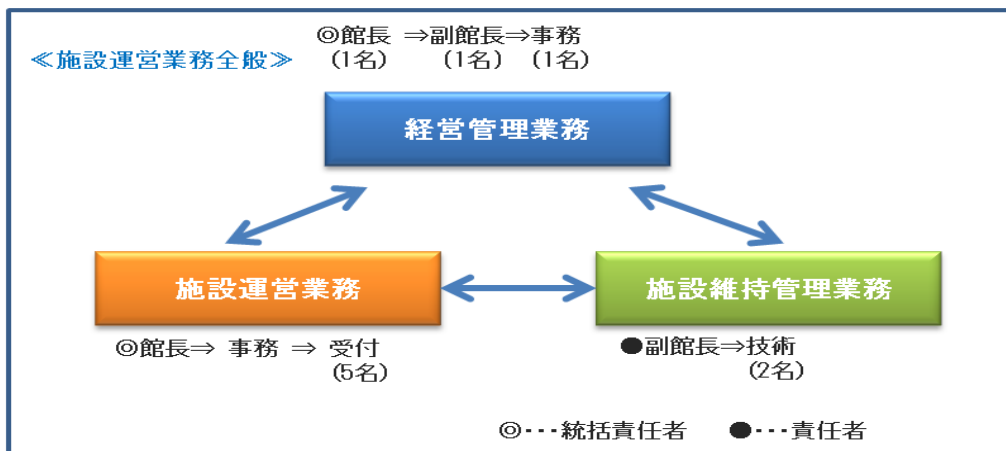 ◎館長 ⇒副館長⇒事務
≪施設運営業務全般≫ (1名) (1名) (1名)
経営管理業務
施設運営業務
施設維持管理業務
◎館長⇒ 事務 ⇒ 受付
(5名)
●副館長⇒技術
(2名)
◎･･･統括責任者 ●･･･責任者